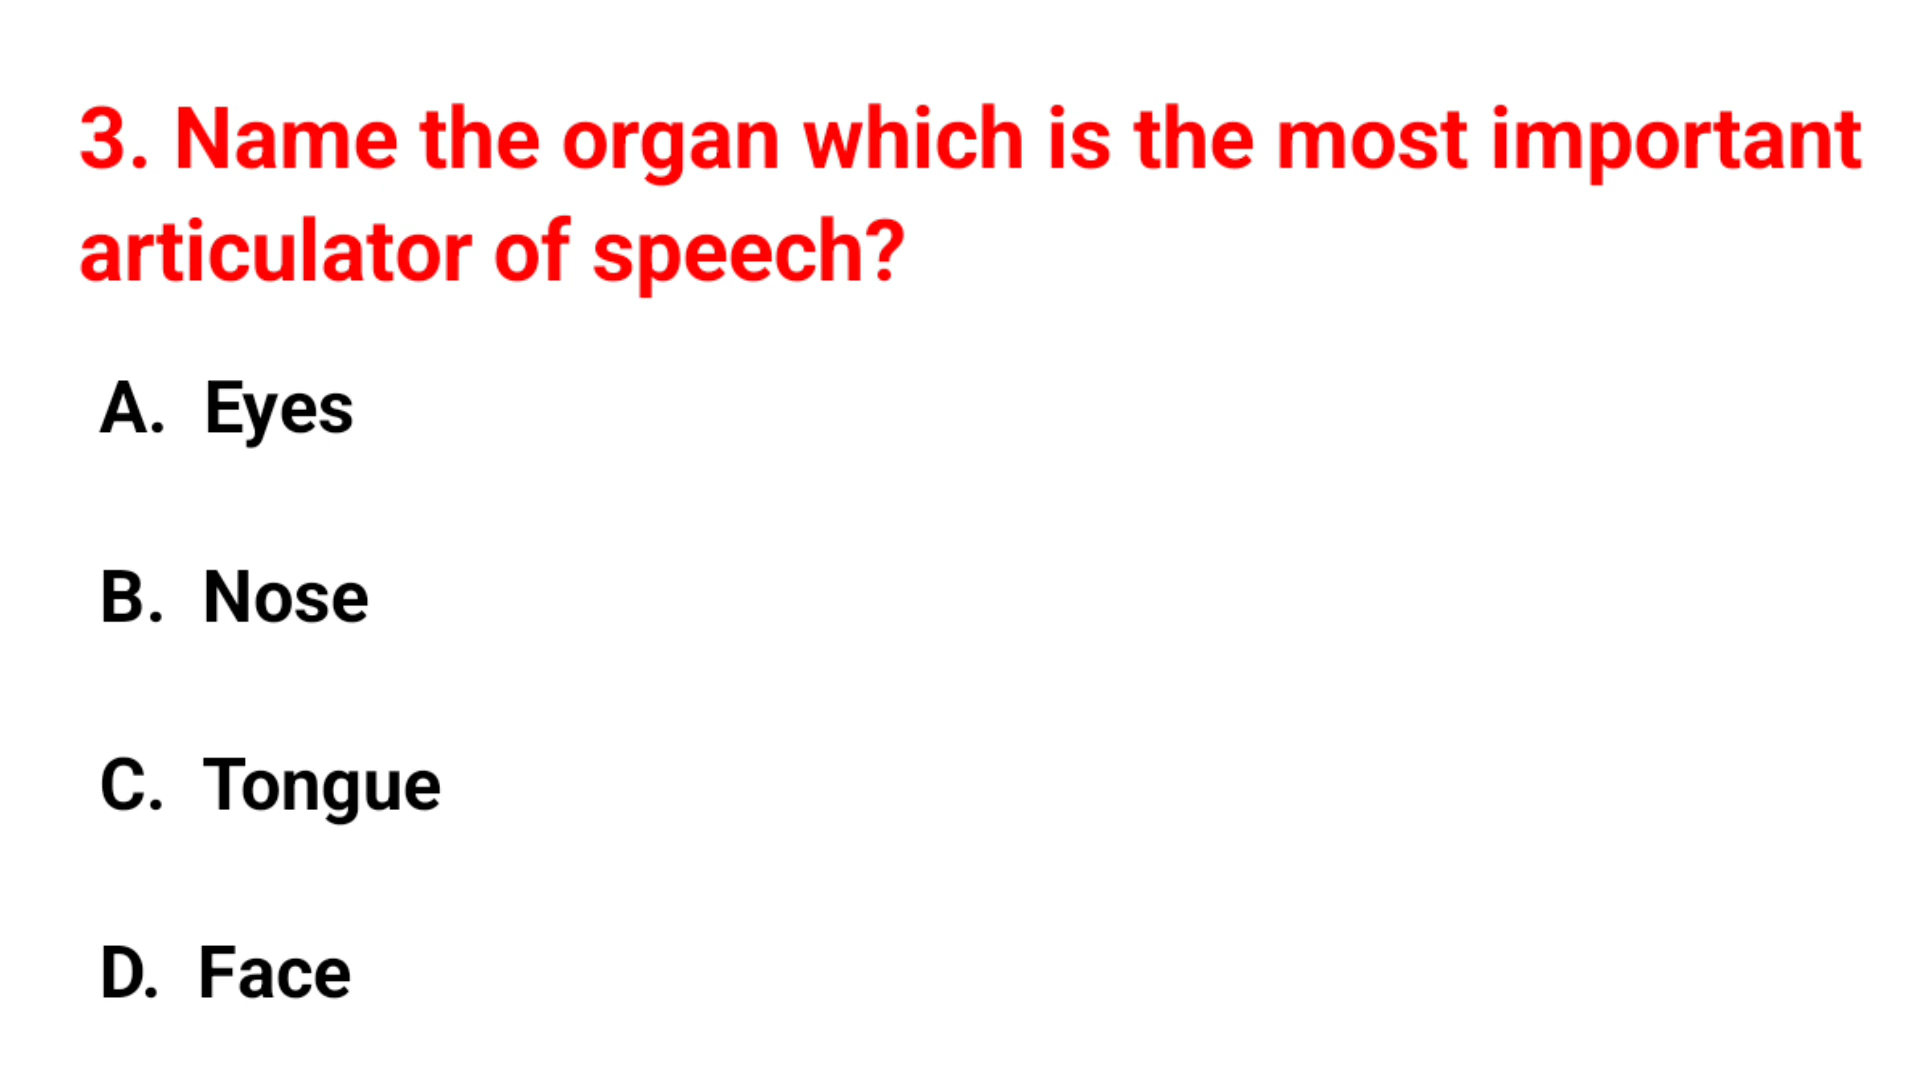 3. Name the organ which is the most important
articulator of speech?
A. Eyes
B. Nose
C. Tongue
D. Face